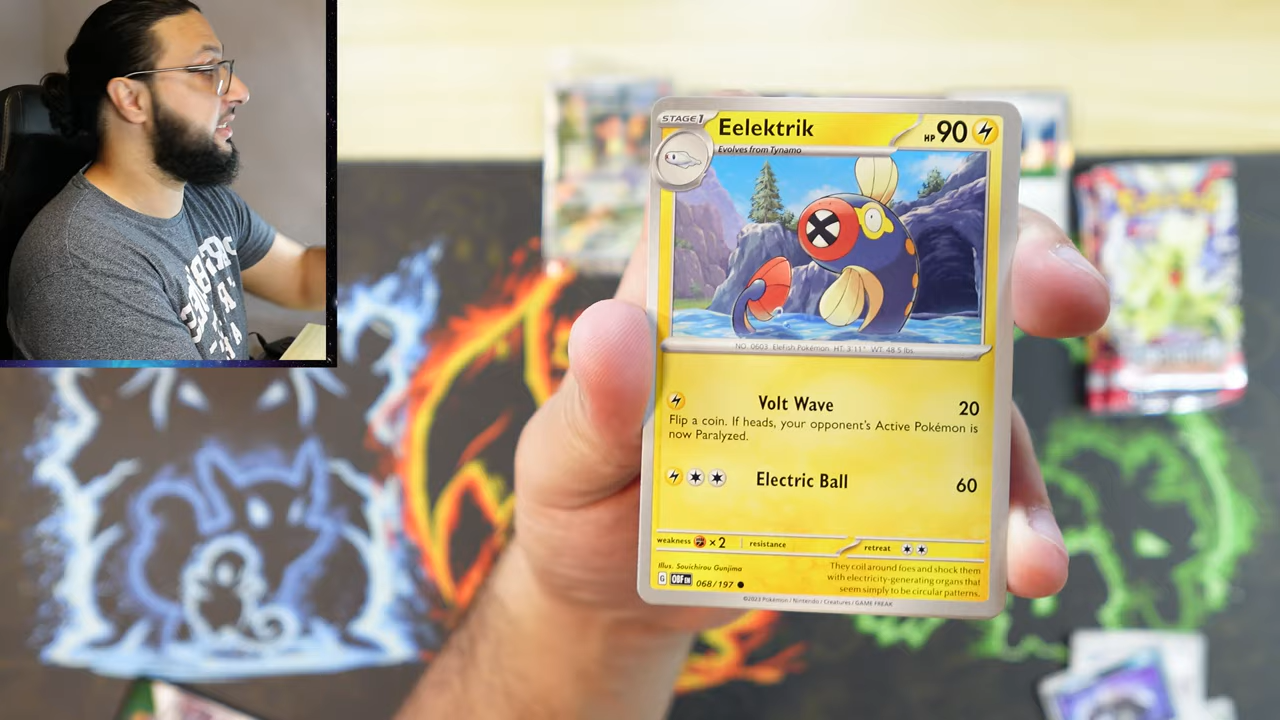 STAGE 1
Eelektrik
HP 90
Evolves from Tynamo
NO. 0603 EleFish Pokémon HT: 3'11" WT: 48.5 lbs
Volt Wave 20
Flip a coin. If heads, your opponent's Active Pokémon is
now Paralyzed.
Electric Ball 60
weakness ×2 resistance retreat
Illus. Souichirou Gunjima
They coil around foes and shock them
with electricity-generating organs that
seem simply to be circular patterns.
G OBF EN 068/197
©2023 Pokémon / Nintendo / Creatures / GAME FREAK
Pokémon